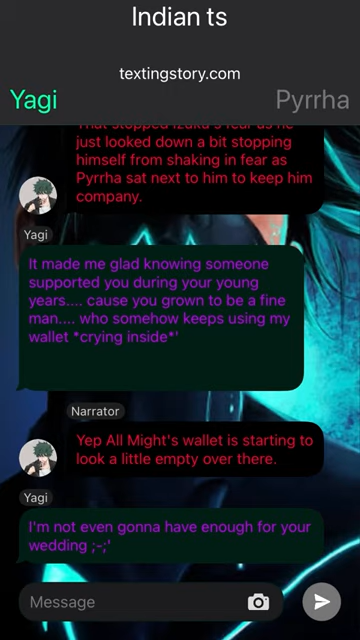 Indian ts
textingstory.com
Yagi
Pyrrha
That stopped Izuku's fear as he
just looked down a bit stopping
himself from shaking in fear as
Pyrrha sat next to him to keep him
company.
Yagi
It made me glad knowing someone
supported you during your young
years.... cause you grown to be a fine
man.... who somehow keeps using my
wallet *crying inside*'
Narrator
Yep All Might's wallet is starting to
look a little empty over there.
Yagi
I'm not even gonna have enough for your
wedding ;-;'
Message